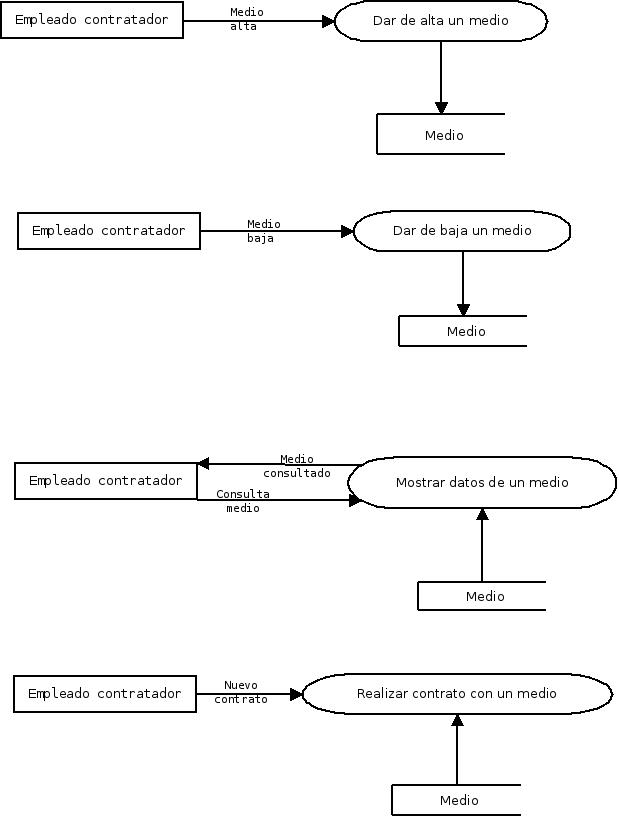 Empleado contratador
Medio
alta
Dar de alta un medio
Medio
Empleado contratador
Medio
baja
Dar de baja un medio
Medio
Empleado contratador
Medio
consultado
Consulta
medio
Mostrar datos de un medio
Medio
Empleado contratador
Nuevo
contrato
Realizar contrato con un medio
Medio